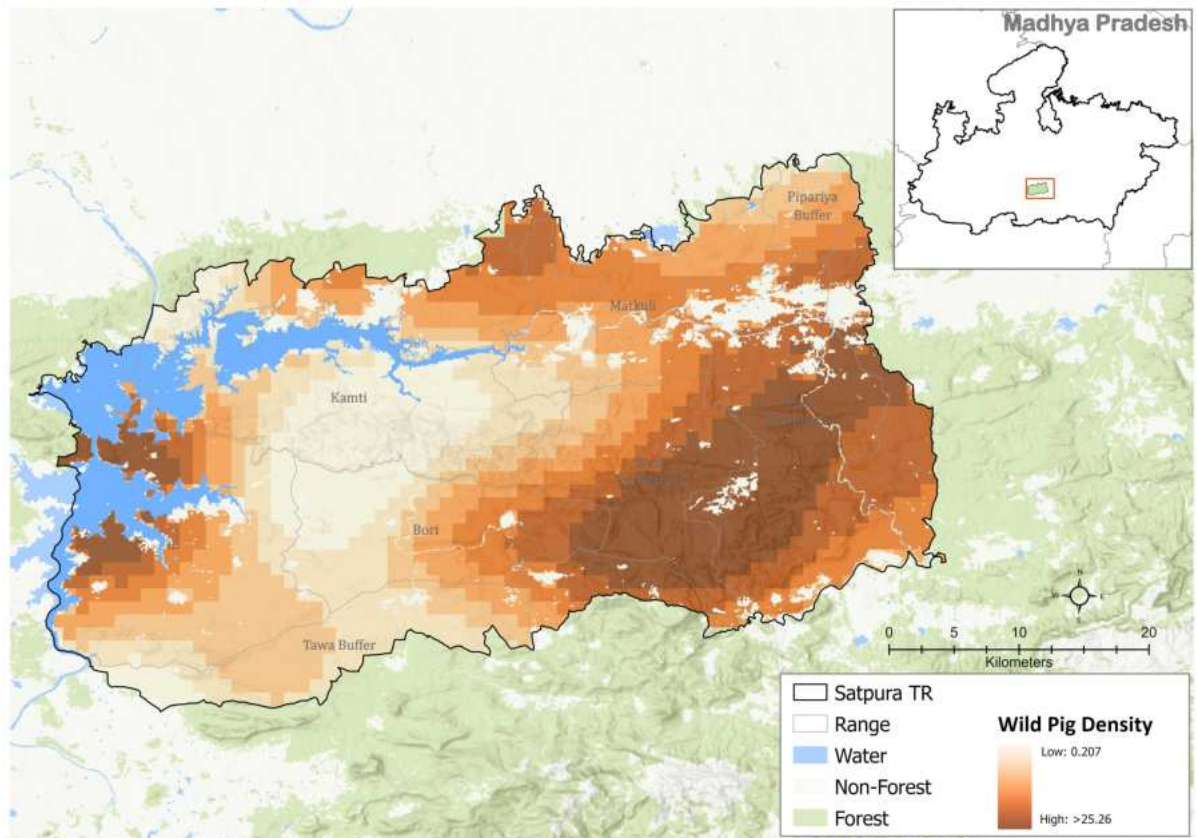 Madhya Pradesh
Pipariya
Buffer
Matkuli
Kamti
Bori
Tawa Buffer
N
W E
S
0 5 10 20
Kilometers
Satpura TR
Range
Water
Non-Forest
Forest
Wild Pig Density
Low: 0.207
High: >25.26